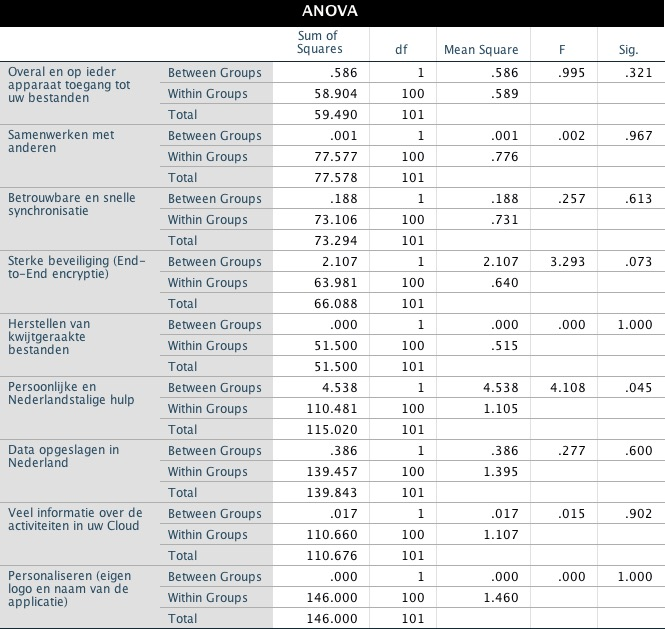 ANOVA
Sum of
Squares df Mean Square F Sig.
Overal en op ieder
apparaat toegang tot
uw bestanden
Between Groups .586 1 .586 .995 .321
Within Groups 58.904 100 .589
Total 59.490 101
Samenwerken met
anderen
Between Groups .001 1 .001 .002 .967
Within Groups 77.577 100 .776
Total 77.578 101
Betrouwbare en snelle
synchronisatie
Between Groups .188 1 .188 .257 .613
Within Groups 73.106 100 .731
Total 73.294 101
Sterke beveiliging (End-
to-End encryptie)
Between Groups 2.107 1 2.107 3.293 .073
Within Groups 63.981 100 .640
Total 66.088 101
Herstellen van
kwijtgeraakte
bestanden
Between Groups .000 1 .000 .000 1.000
Within Groups 51.500 100 .515
Total 51.500 101
Persoonlijke en
Nederlandstalige hulp
Between Groups 4.538 1 4.538 4.108 .045
Within Groups 110.481 100 1.105
Total 115.020 101
Data opgeslagen in
Nederland
Between Groups .386 1 .386 .277 .600
Within Groups 139.457 100 1.395
Total 139.843 101
Veel informatie over de
activiteiten in uw Cloud
Between Groups .017 1 .017 .015 .902
Within Groups 110.660 100 1.107
Total 110.676 101
Personaliseren (eigen
logo en naam van de
applicatie)
Between Groups .000 1 .000 .000 1.000
Within Groups 146.000 100 1.460
Total 146.000 101